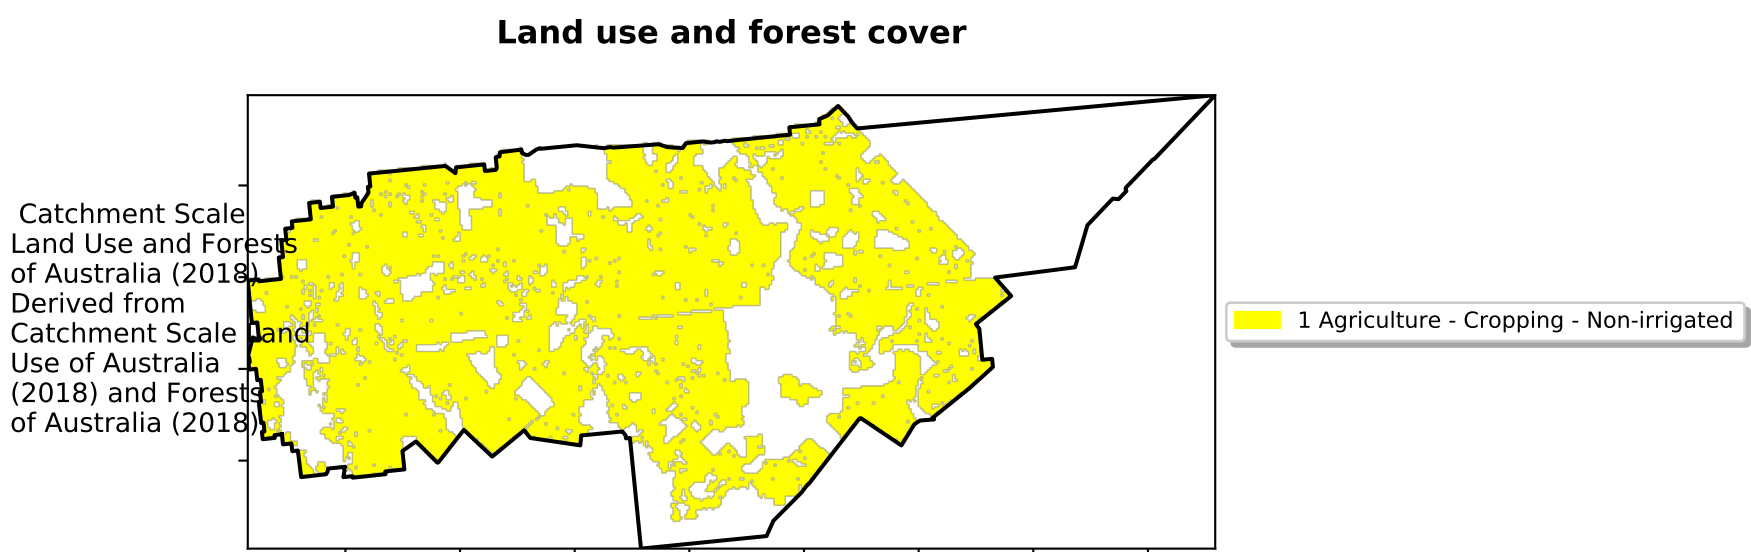 Land use and forest cover
Catchment Scale
Land Use and Forests
of Australia (2018),
Derived from
Catchment Scale Land
Use of Australia
(2018) and Forests
of Australia (2018)
1 Agriculture - Cropping - Non-irrigated